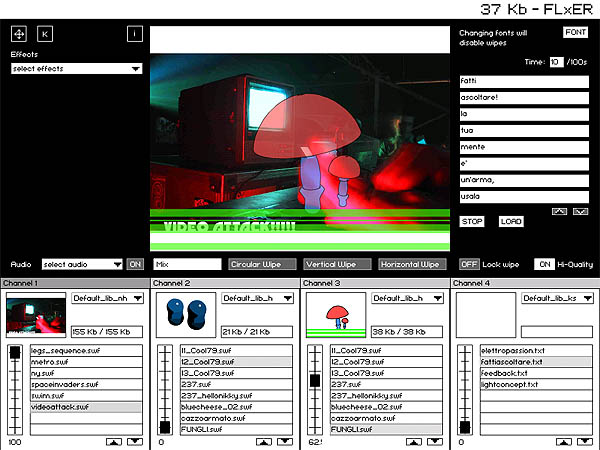 37 Kb - FLxER
K
i
Changing fonts will
disable wipes
FONT
Effects
select effects
Time: 10 /100s
fatti
ascoltare!
la
tua
mente
e'
un'arma,
usala
STOP
LOAD
VIDEO ATTACK!!!!!
Audio
select audio
ON
Mix
Circular Wipe
Vertical Wipe
Horizontal Wipe
OFF
Lock wipe
ON
Hi-Quality
Channel 1
Default_lib_nh
155 Kb / 155 Kb
legs_sequence.swf
metro.swf
ny.swf
spaceinvaders.swf
swim.swf
videoattack.swf
100
Channel 2
Default_lib_h
21 Kb / 21 Kb
11_Cool79.swf
12_Cool79.swf
13_Cool79.swf
237.swf
237_hellonikky.swf
bluecheese_02.swf
cazzoarmato.swf
FUNGLI.swf
0
Channel 3
Default_lib_h
38 Kb / 38 Kb
11_Cool79.swf
12_Cool79.swf
13_Cool79.swf
237.swf
237_hellonikky.swf
bluecheese_02.swf
cazzoarmato.swf
FUNGLI.swf
Channel 4
Default_lib_ks
elettropassion.txt
fattiascoltare.txt
feedback.txt
lightconcept.txt
0